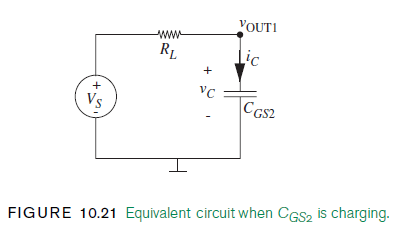 vOUT1
RL
iC
+
vC
-
CGS2
+
VS
-
FIGURE 10.21 Equivalent circuit when CGS2 is charging.